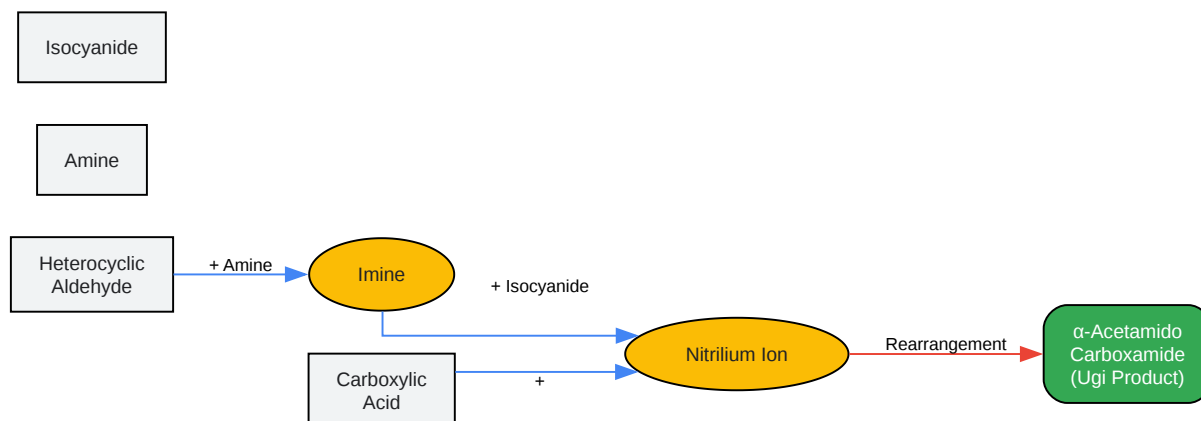 Isocyanide
Amine
Heterocyclic
Aldehyde
+ Amine
Imine
+ Isocyanide
Carboxylic
Acid
+
Nitrilium Ion
Rearrangement
α-Acetamido
Carboxamide
(Ugi Product)